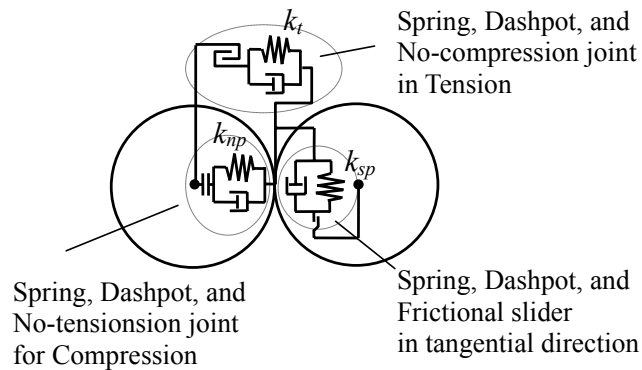 k_t
Spring, Dashpot, and
No-compression joint
in Tension
k_np
k_sp
Spring, Dashpot, and
No-tensionsion joint
for Compression
Spring, Dashpot, and
Frictional slider
in tangential direction